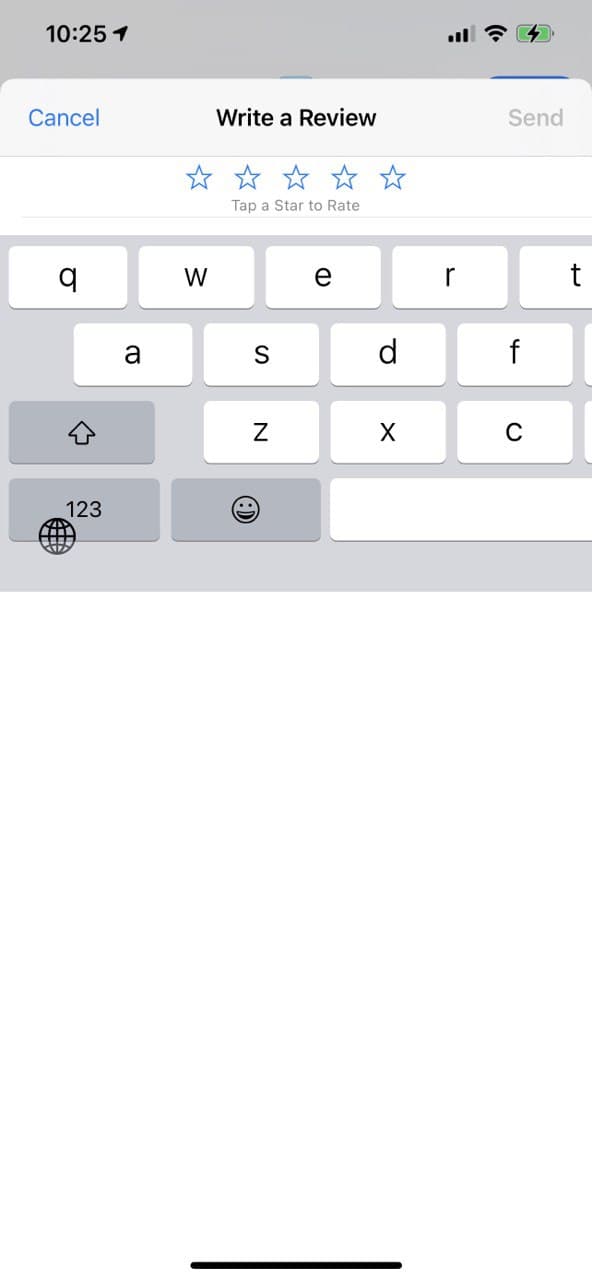 10:25
Cancel Write a Review Send
Tap a Star to Rate
q w e r t
a s d f
z x c
123